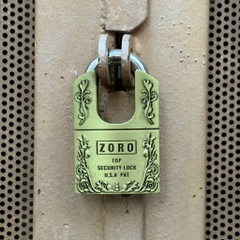 ZORO
TOP
SECURITY LOCK
U.S.A PAT